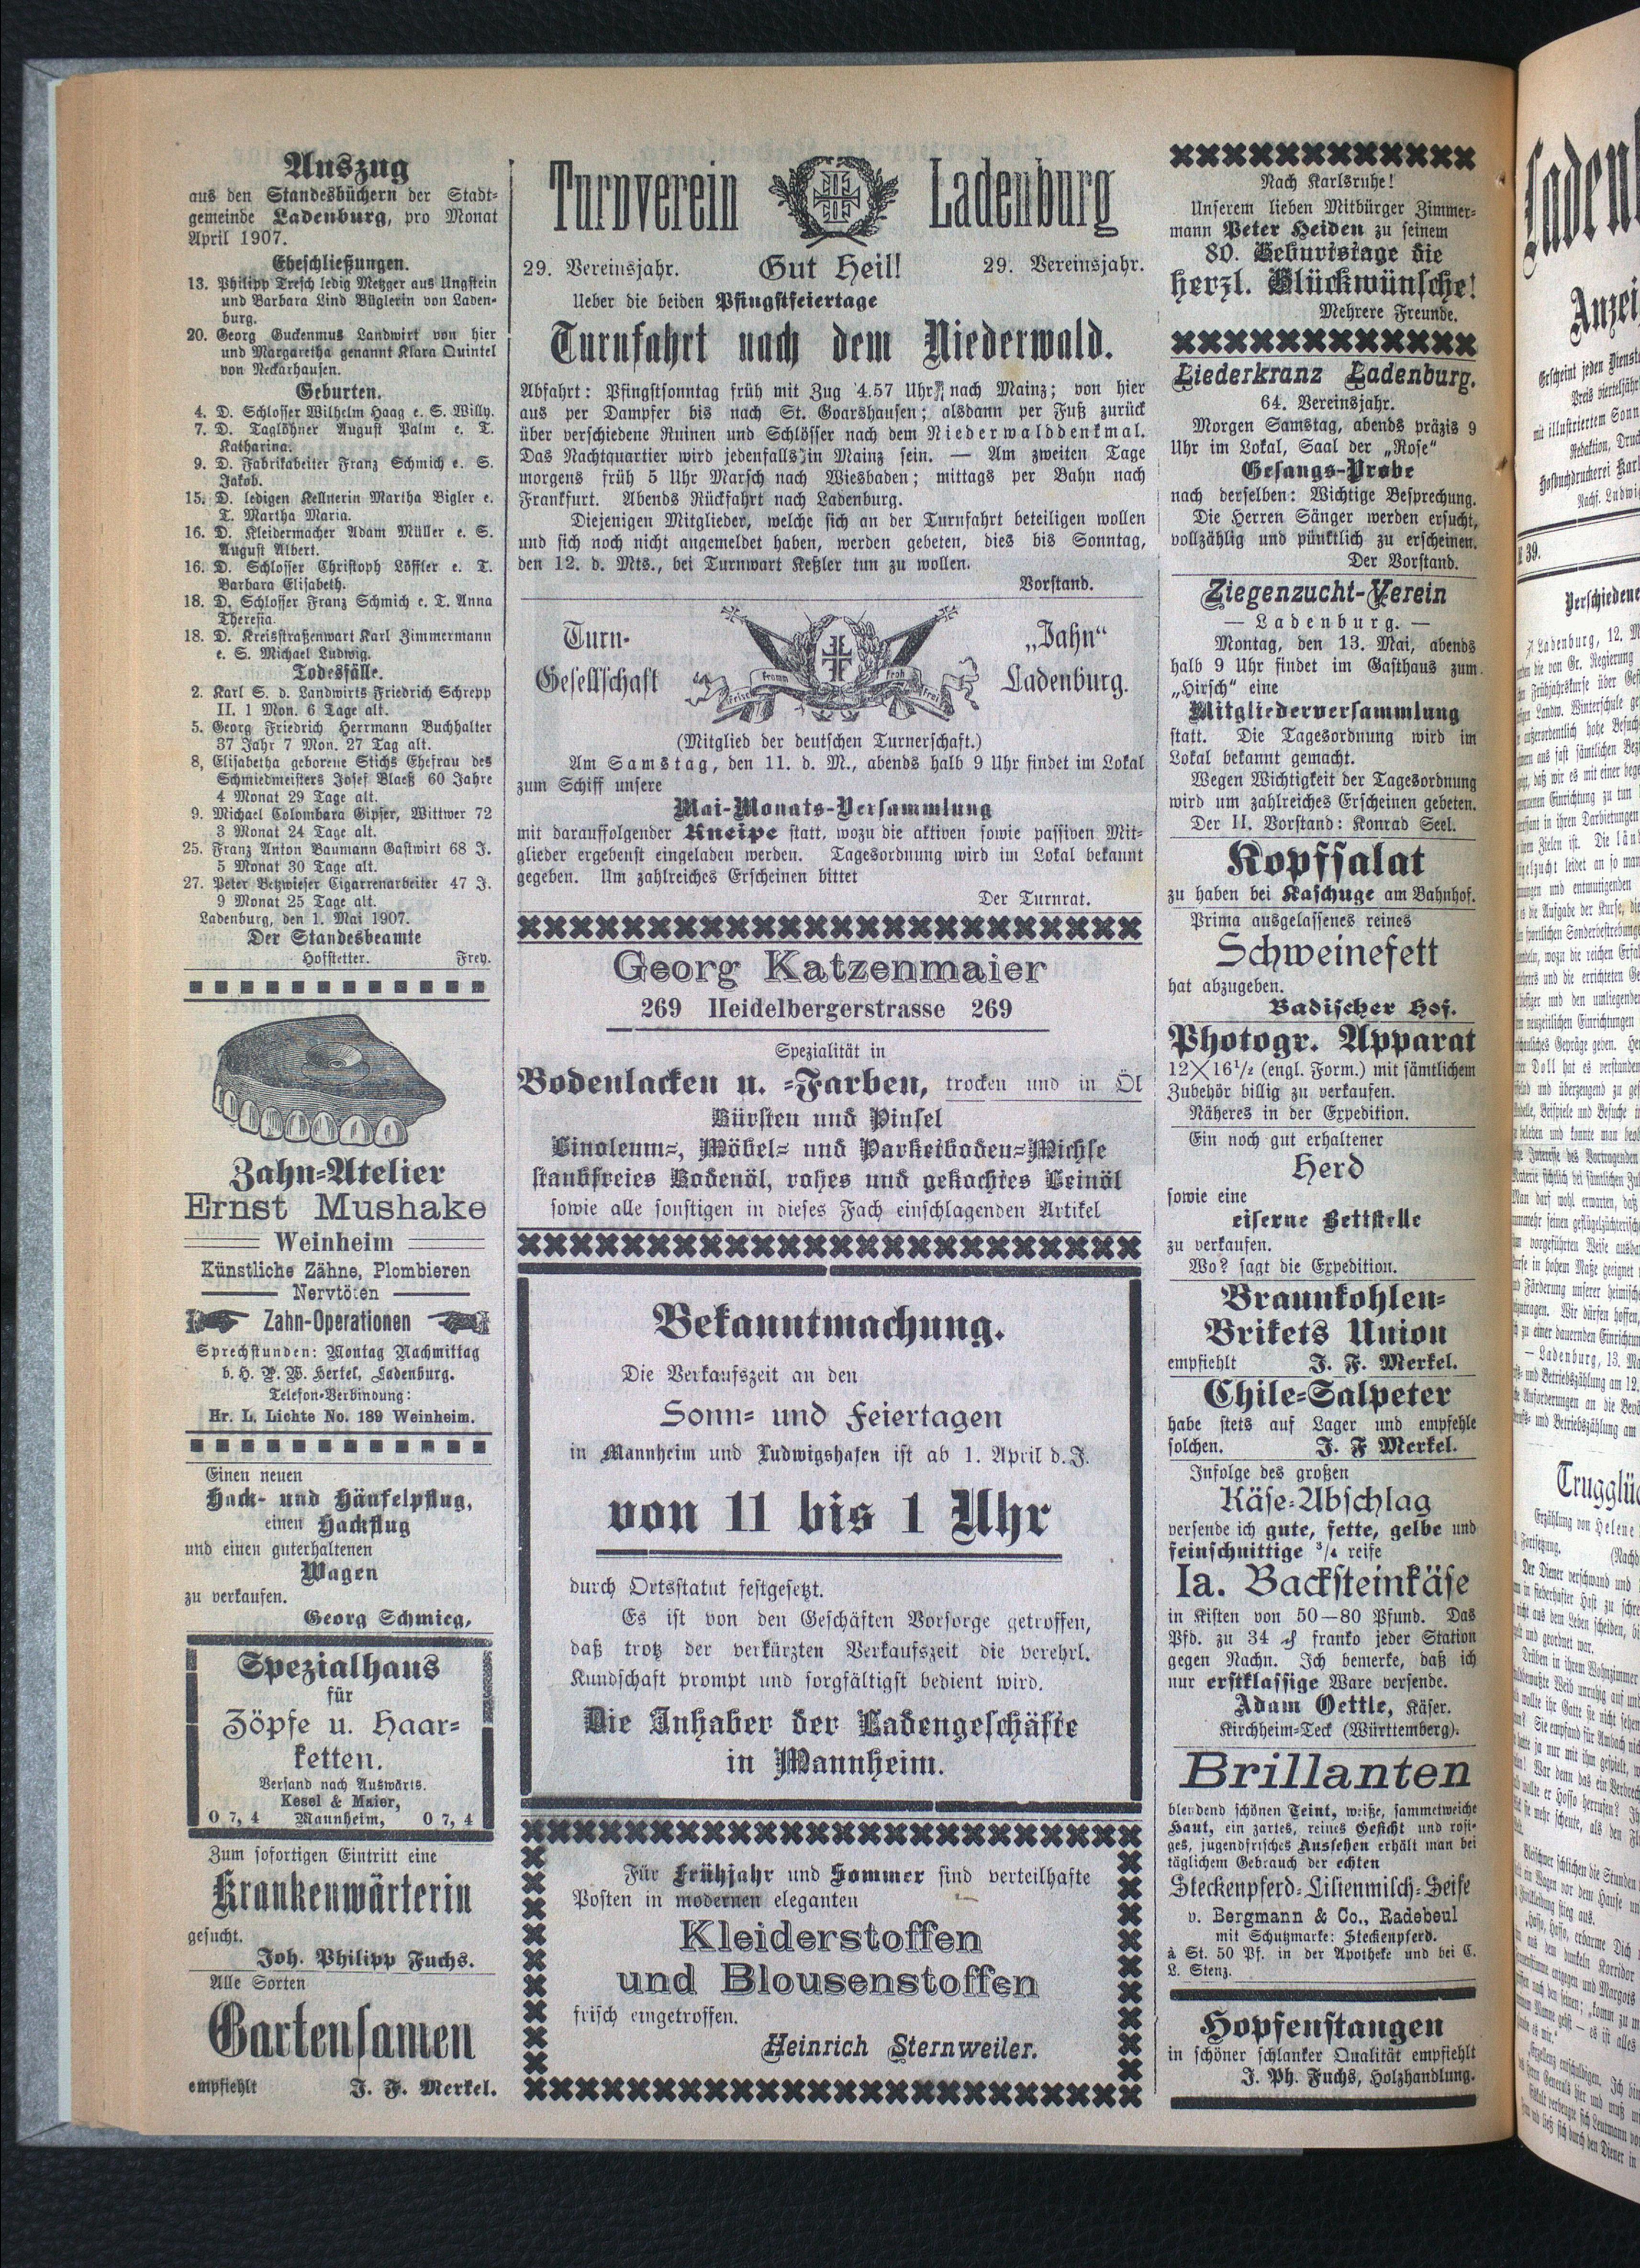 Auszug
aus den Standesbüchern der Stadt-
gemeinde Ladenburg, pro Monat
April 1907.
Eheschließungen.
13. Philipp Tresch ledig Metzger aus Ungstein
und Barbara Lind Büglerin von Laden-
burg.
20. Georg Guckenmus Landwirt von hier
und Margaretha genannt Klara Quintel
von Neckarhausen.
Geburten.
4. D. Schlosser Wilhelm Haag e. S. Willy.
7. D. Taglöhner August Palm e. T.
Katharina.
9. D. Fabrikabeiter Franz Schmich e. S.
Jakob.
15. D. ledigen Kellnerin Martha Bigler e.
T. Martha Maria.
16. D. Kleidermacher Adam Müller e. S.
August Albert.
16. D. Schlosser Christoph Löffler e. T.
Barbara Elisabeth.
18. D. Schlosser Franz Schmich e. T. Anna
Theresia.
18. D. Kreisstraßenwart Karl Zimmermann
e. S. Michael Ludwig.
Todesfälle.
2. Karl S. d. Landwirts Friedrich Schrepp
II. 1 Mon. 6 Tage alt.
5. Georg Friedrich Herrmann Buchhalter
37 Jahr 7 Mon. 27 Tag alt.
8, Elisabetha geborene Stichs Ehefrau des
Schmiedmeisters Josef Blaeß 60 Jahre
4 Monat 29 Tage alt.
9. Michael Colombara Gipser, Wittwer 72
3 Monat 24 Tage alt.
25. Franz Anton Baumann Gastwirt 68 J.
5 Monat 30 Tage alt.
27. Peter Betzwieser Cigarrenarbeiter 47 J.
9 Monat 25 Tage alt.
Ladenburg, den 1. Mai 1907.
Der Standesbeamte
Hofstetter. Frey.
Zahn-Atelier
Ernst Mushake
Weinheim
Künstliche Zähne, Plombieren
Nervtöten
Zahn-Operationen
Sprechstunden: Montag Nachmittag
b. H. P. W. Hertel, Ladenburg.
Telefon-Verbindung:
Hr. L. Lichte No. 189 Weinheim.
Einen neuen
Hack- und Häufelpflug,
einen Hackflug
und einen guterhaltenen
Wagen
zu verkaufen.
Georg Schmieg,
Spezialhaus
für
Zöpfe u. Haar-
ketten.
Versand nach Auswärts.
Kesel & Maier,
O 7, 4 Mannheim, O 7, 4
Zum sofortigen Eintritt eine
Krankenwärterin
gesucht.
Joh. Philipp Fuchs.
Alle Sorten
Gartensamen
empfiehlt J. F. Merkel.
Turnverein Ladenburg
29. Vereinsjahr. Gut Heil! 29. Vereinsjahr.
Ueber die beiden Pfingstfeiertage
Turnfahrt nach dem Niederwald.
Abfahrt: Pfingstsonntag früh mit Zug 4.57 Uhr nach Mainz; von hier
aus per Dampfer bis nach St. Goarshausen; alsdann per Fuß zurück
über verschiedene Ruinen und Schlösser nach dem Niederwalddenkmal.
Das Nachtquartier wird jedenfalls in Mainz sein. — Am zweiten Tage
morgens früh 5 Uhr Marsch nach Wiesbaden; mittags per Bahn nach
Frankfurt. Abends Rückfahrt nach Ladenburg.
Diejenigen Mitglieder, welche sich an der Turnfahrt beteiligen wollen
und sich noch nicht angemeldet haben, werden gebeten, dies bis Sonntag,
den 12. d. Mts., bei Turnwart Keßler tun zu wollen.
Vorstand.
Turn- „Jahn“
Gesellschaft Ladenburg.
Frisch fromm froh frei
(Mitglied der deutschen Turnerschaft.)
Am Samstag, den 11. d. M., abends halb 9 Uhr findet im Lokal
zum Schiff unsere
Mai-Monats-Versammlung
mit darauffolgender Kneipe statt, wozu die aktiven sowie passiven Mit-
glieder ergebenst eingeladen werden. Tagesordnung wird im Lokal bekannt
gegeben. Um zahlreiches Erscheinen bittet
Der Turnrat.
Georg Katzenmaier
269 Heidelbergerstrasse 269
Spezialität in
Bodenlacken u. =Farben, trocken und in Öl
Bürsten und Pinsel
Linoleum=, Möbel= und Parketboden=Wichse
staubfreies Bodenöl, rohes und gekochtes Leinöl
sowie alle sonstigen in dieses Fach einschlagenden Artikel
Bekanntmachung.
Die Verkaufszeit an den
Sonn= und Feiertagen
in Mannheim und Ludwigshafen ist ab 1. April d. J.
von 11 bis 1 Uhr
durch Ortsstatut festgesetzt.
Es ist von den Geschäften Vorsorge getroffen,
daß trotz der verkürzten Verkaufszeit die verehrl.
Kundschaft prompt und sorgfältigst bedient wird.
Die Inhaber der Ladengeschäfte
in Mannheim.
Für Frühjahr und Sommer sind verteilhafte
Posten in modernen eleganten
Kleiderstoffen
und Blousenstoffen
frisch eingetroffen.
Heinrich Sternweiler.
Nach Karlsruhe!
Unserem lieben Mitbürger Zimmer-
mann Peter Heiden zu seinem
80. Geburtstage die
herzl. Glückwünsche!
Mehrere Freunde.
Liederkranz Ladenburg.
64. Vereinsjahr.
Morgen Samstag, abends präzis 9
Uhr im Lokal, Saal der „Rose“
Gesangs-Probe
nach derselben: Wichtige Besprechung.
Die Herren Sänger werden ersucht,
vollzählig und pünktlich zu erscheinen.
Der Vorstand.
Ziegenzucht-Verein
— Ladenburg. —
Montag, den 13. Mai, abends
halb 9 Uhr findet im Gasthaus zum
„Hirsch“ eine
Mitgliederversammlung
statt. Die Tagesordnung wird im
Lokal bekannt gemacht.
Wegen Wichtigkeit der Tagesordnung
wird um zahlreiches Erscheinen gebeten.
Der II. Vorstand: Konrad Seel.
Kopfsalat
zu haben bei Kaschuge am Bahnhof.
Prima ausgelassenes reines
Schweinefett
hat abzugeben.
Badischer Hof.
Photogr. Apparat
12×16½ (engl. Form.) mit sämtlichem
Zubehör billig zu verkaufen.
Näheres in der Expedition.
Ein noch gut erhaltener
Herd
sowie eine
eiserne Bettstelle
zu verkaufen.
Wo? sagt die Expedition.
Braunkohlen=
Brikets Union
empfiehlt J. F. Merkel.
Chile=Salpeter
habe stets auf Lager und empfehle
solchen. J. F Merkel.
Infolge des großen
Käse=Abschlag
versende ich gute, fette, gelbe und
feinschnittige ¾ reife
Ia. Backsteinkäse
in Kisten von 50—80 Pfund. Das
Pfd. zu 34 ₰ franko jeder Station
gegen Nachn. Ich bemerke, daß ich
nur erstklassige Ware versende.
Adam Oettle, Käser.
Kirchheim=Teck (Württemberg).
Brillanten
blendend schönen Teint, weiße, sammetweiche
Haut, ein zartes, reines Gesicht und rosi-
ges, jugendfrisches Aussehen erhält man bei
täglichem Gebrauch der echten
Steckenpferd=Lilienmilch=Seife
v. Bergmann & Co., Radebeul
mit Schutzmarke: Steckenpferd.
à St. 50 Pf. in der Apotheke und bei C.
L. Stenz.
Hopfenstangen
in schöner schlanker Qualität empfiehlt
J. Ph. Fuchs, Holzhandlung.
Anzei
Erscheint jeden Dienst
Preis vierteljähr
mit illustriertem Sonn
Redaktion, Druck
Hofbuchdruckerei Karl
39.
Verschiedene
Ladenburg, 12. M
— Ladenburg, 13. Ma
Trugglü
Erzählung von Helene
Fortsetzung.
Der Diener verschwand und